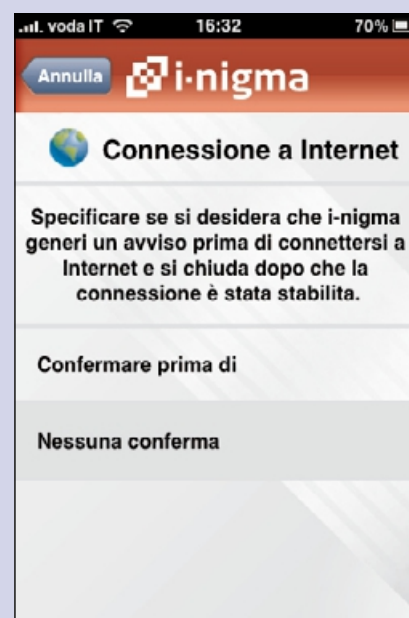 voda IT 16:32 70%
Annulla i-nigma
Connessione a Internet
Specificare se si desidera che i-nigma
generi un avviso prima di connettersi a
Internet e si chiuda dopo che la
connessione è stata stabilita.
Confermare prima di
Nessuna conferma